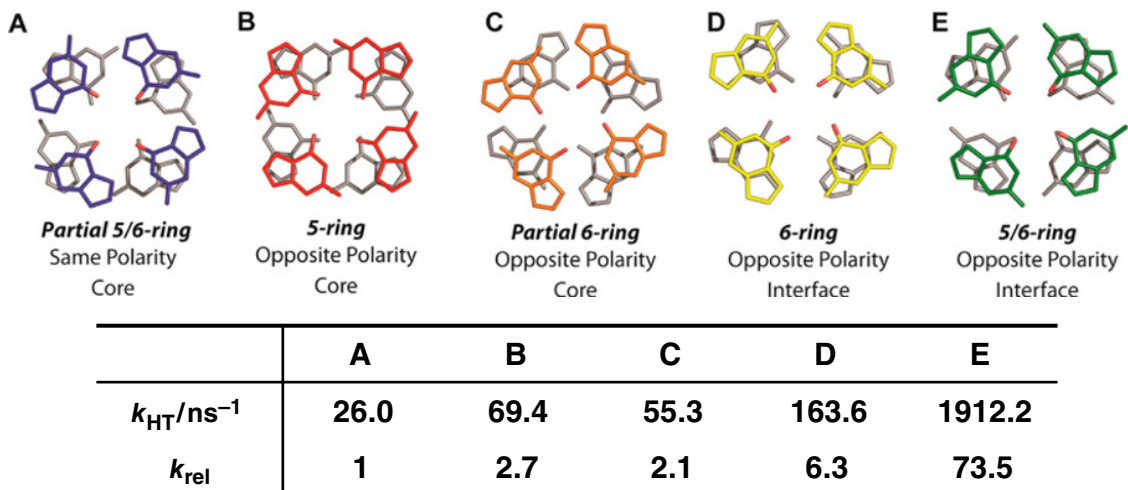 A B C D E
Partial 5/6-ring
Same Polarity
Core
5-ring
Opposite Polarity
Core
Partial 6-ring
Opposite Polarity
Core
6-ring
Opposite Polarity
Interface
5/6-ring
Opposite Polarity
Interface
A B C D E
kHT/ns–1 26.0 69.4 55.3 163.6 1912.2
krel 1 2.7 2.1 6.3 73.5